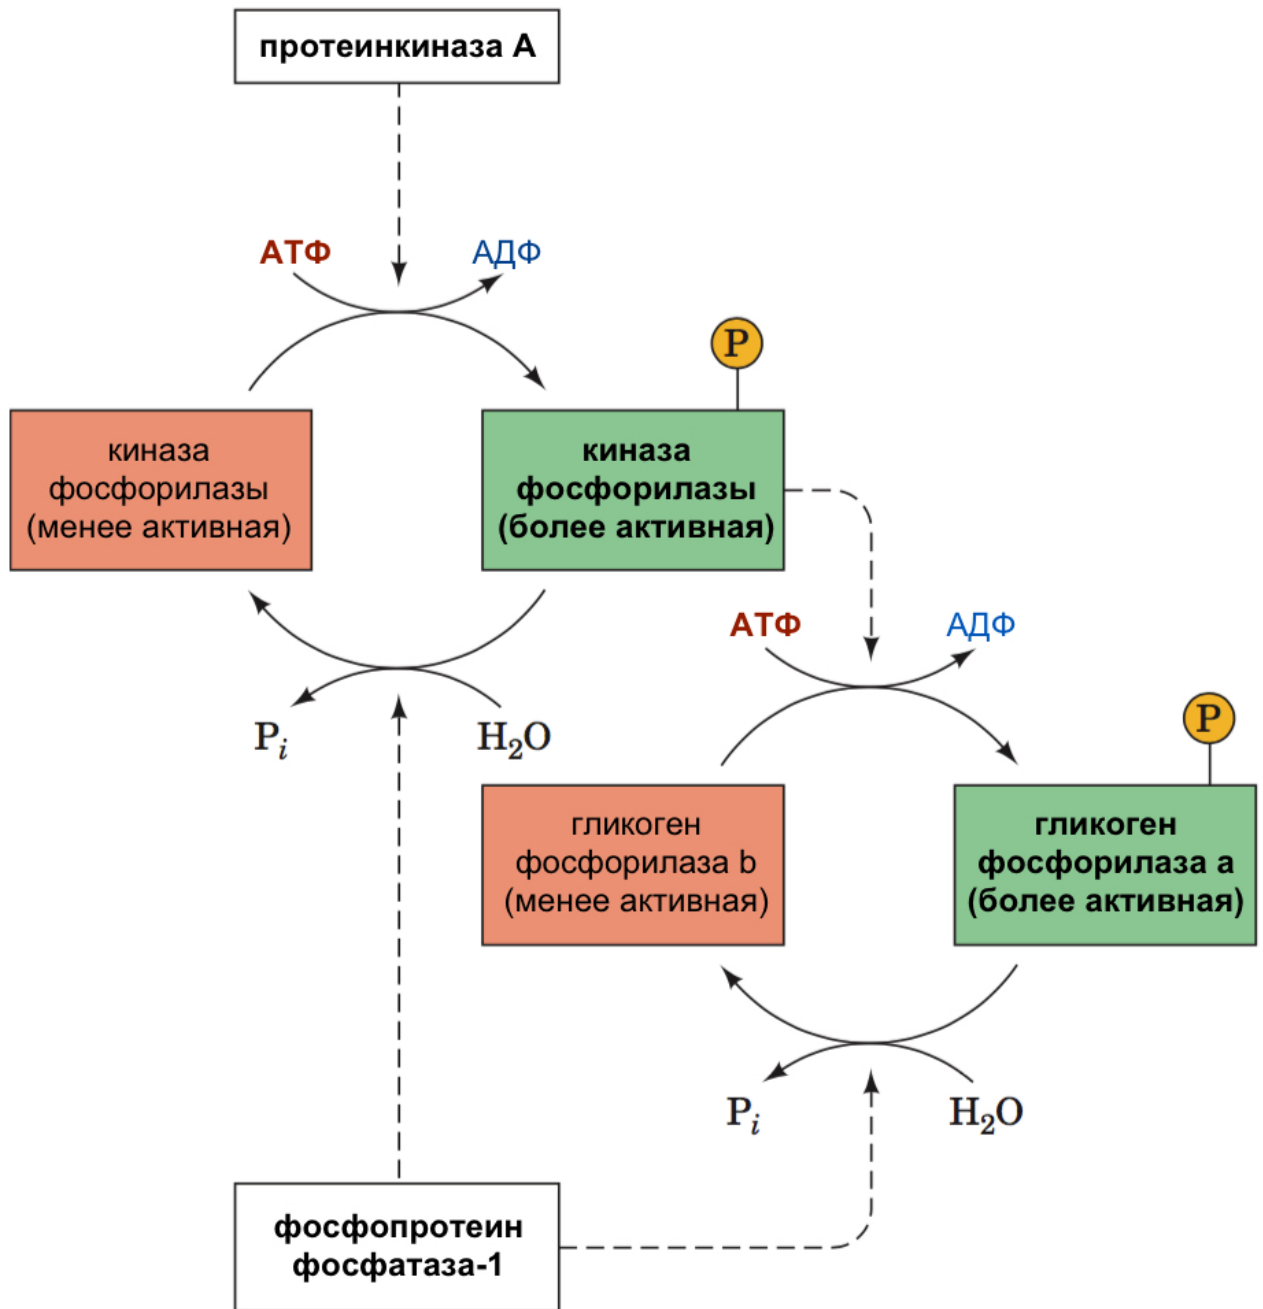 протеинкиназа А
АТФ
АДФ
P
киназа
фосфорилазы
(менее активная)
киназа
фосфорилазы
(более активная)
АТФ
АДФ
Pi
H2O
P
гликоген
фосфорилаза b
(менее активная)
гликоген
фосфорилаза а
(более активная)
Pi
H2O
фосфопротеин
фосфатаза-1